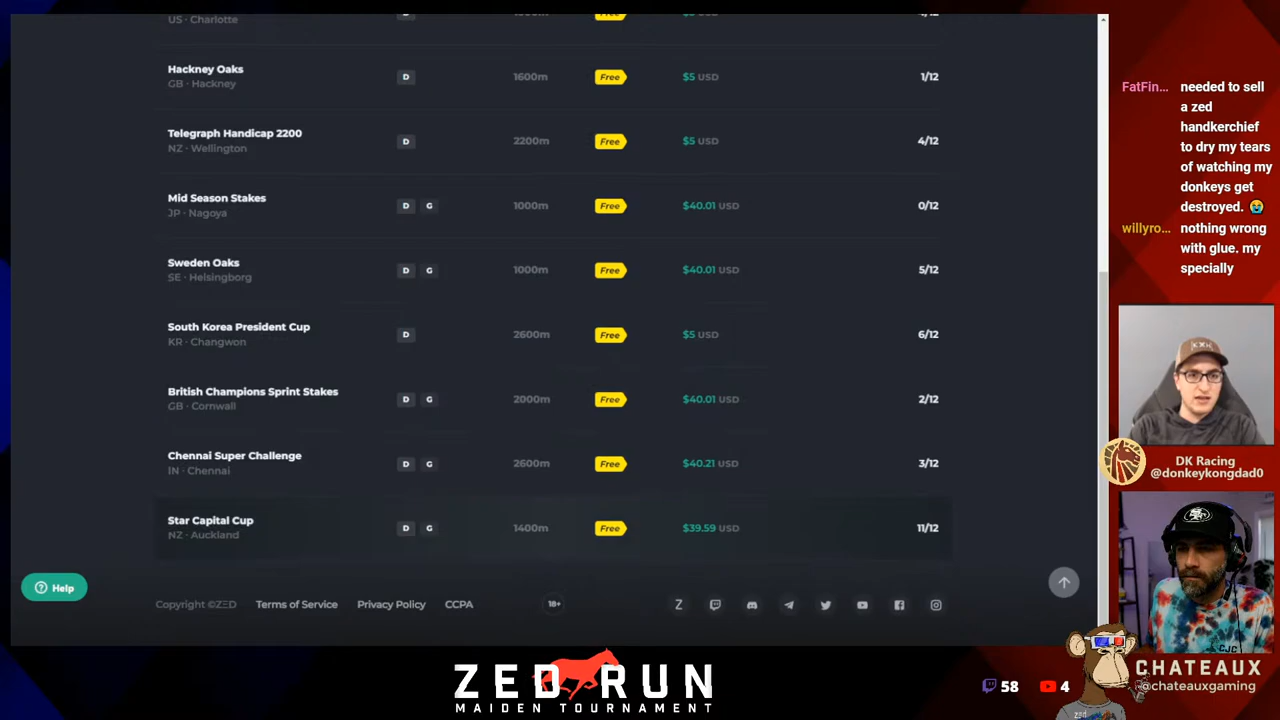 US · Charlotte
Free
Hackney Oaks
GB · Hackney
D
1600m
Free
$5 USD
1/12
Telegraph Handicap 2200
NZ · Wellington
D
2200m
Free
$5 USD
4/12
Mid Season Stakes
JP · Nagoya
D G
1000m
Free
$40.01 USD
0/12
Sweden Oaks
SE · Helsingborg
D G
1000m
Free
$40.01 USD
5/12
South Korea President Cup
KR · Changwon
D
2600m
Free
$5 USD
6/12
British Champions Sprint Stakes
GB · Cornwall
D G
2000m
Free
$40.01 USD
2/12
Chennai Super Challenge
IN · Chennai
D G
2600m
Free
$40.21 USD
3/12
Star Capital Cup
NZ · Auckland
D G
1400m
Free
$39.59 USD
11/12
Help
Copyright ©ZED
Terms of Service
Privacy Policy
CCPA
18+
Z
FatFin... needed to sell
a zed
handkerchief
to dry my tears
of watching my
donkeys get
destroyed. 😭
willyro... nothing wrong
with glue. my
specially
KXH
DK Racing
@donkeykongdad0
CJC
ZED RUN
MAIDEN TOURNAMENT
58
4
CHATEAUX
@chateauxgaming
zed